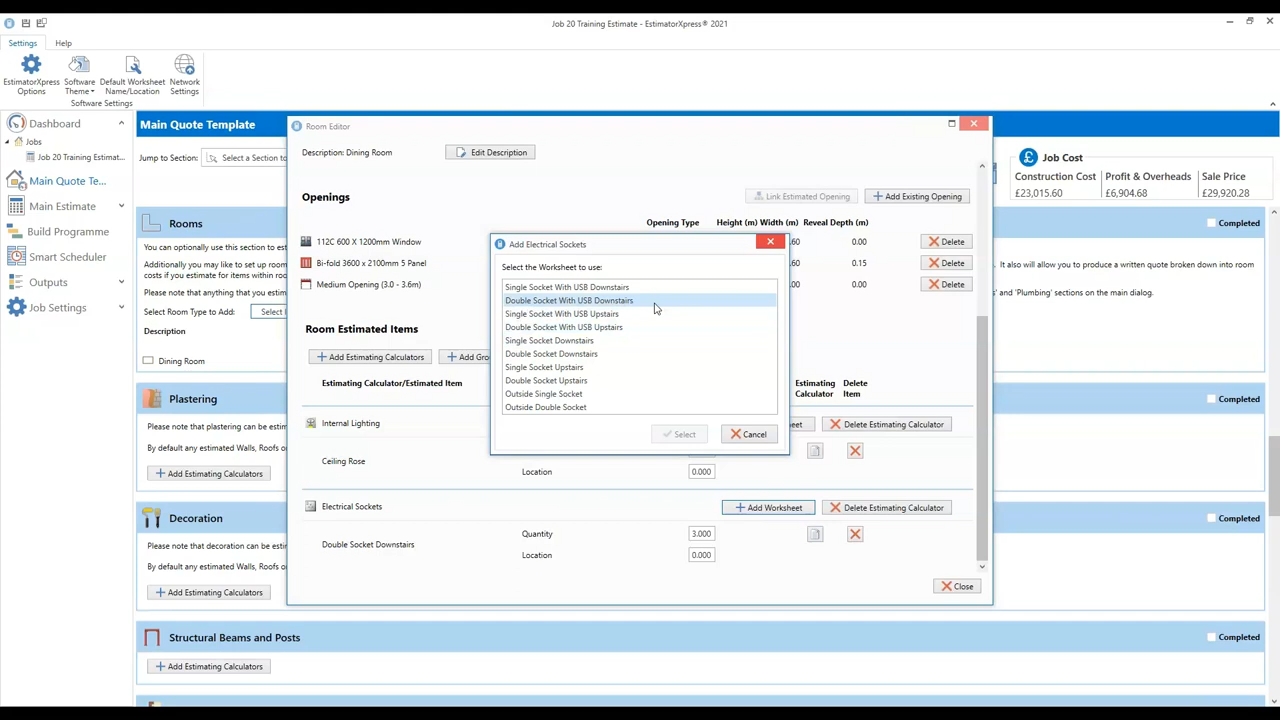 Job 20 Training Estimate - EstimatorXpress® 2021
Settings Help
EstimatorXpress Options
Software Theme
Default Worksheet Name/Location
Network Settings
Software Settings
Dashboard
Jobs
Job 20 Training Estimat...
Main Quote Te...
Main Estimate
Build Programme
Smart Scheduler
Outputs
Job Settings
Main Quote Template
Jump to Section: Select a Section to
Job Cost
Construction Cost Profit & Overheads Sale Price
£23,015.60 £6,904.68 £29,920.28
Rooms
Completed
You can optionally use this section to
Additionally you may like to set up room
It also will allow you to produce a written quote broken down into room
costs if you estimate for items within roo
Please note that anything that you estim
s' and 'Plumbing' sections on the main dialog.
Select Room Type to Add: Select I
Description
Dining Room
Plastering
Completed
Please note that plastering can be estim
By default any estimated Walls, Roofs o
Add Estimating Calculators
Decoration
Completed
Please note that decoration can be estim
By default any estimated Walls, Roofs or
Add Estimating Calculators
Structural Beams and Posts
Completed
Add Estimating Calculators
Room Editor
Description: Dining Room Edit Description
Openings
Link Estimated Opening Add Existing Opening
Opening Type Height (m) Width (m) Reveal Depth (m)
112C 600 X 1200mm Window .60 0.00 Delete
Bi-fold 3600 x 2100mm 5 Panel .60 0.15 Delete
Medium Opening (3.0 - 3.6m) 0.00 Delete
Room Estimated Items
Add Estimating Calculators Add Gro
Estimating Calculator/Estimated Item
Estimating Calculator
Delete Item
Internal Lighting heet Delete Estimating Calculator
Ceiling Rose
Location 0.000
Electrical Sockets Add Worksheet Delete Estimating Calculator
Quantity 3.000
Double Socket Downstairs
Location 0.000
Close
Add Electrical Sockets
Select the Worksheet to use:
Single Socket With USB Downstairs
Double Socket With USB Downstairs
Single Socket With USB Upstairs
Double Socket With USB Upstairs
Single Socket Downstairs
Double Socket Downstairs
Single Socket Upstairs
Double Socket Upstairs
Outside Single Socket
Outside Double Socket
Select Cancel